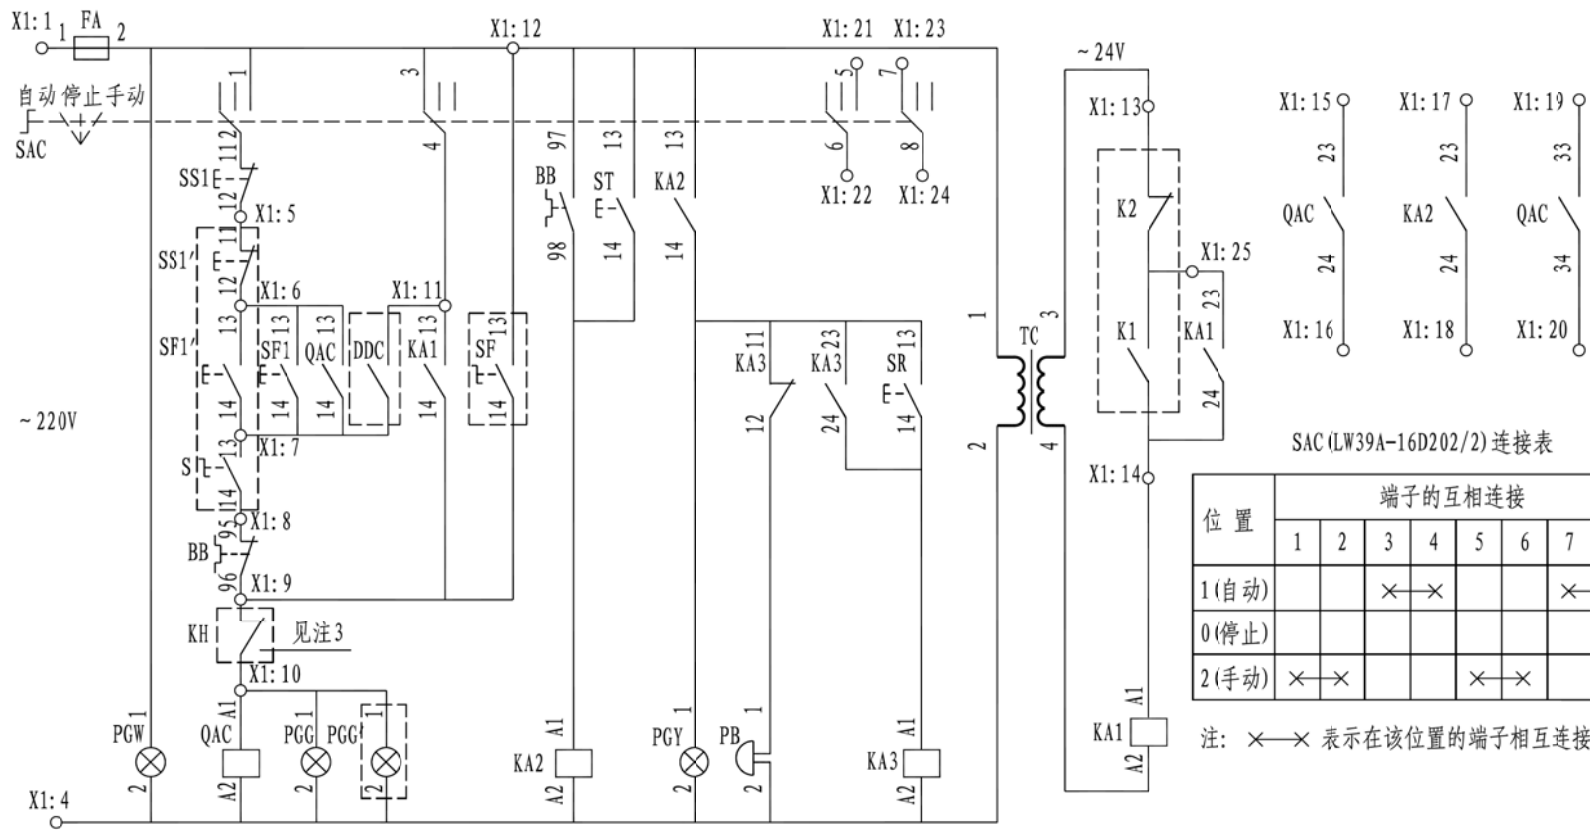 X1:1
1
FA
2
X1:12
X1:21
X1:23
~24V
自动 停止 手动
SAC
1
3
5
7
X1:13
X1:15
X1:17
X1:19
2
4
6
8
X1:22
X1:24
11
SS1
12
X1:5
97
BB
98
13
ST
14
13
KA2
14
K2
23
QAC
24
23
KA2
24
33
QAC
34
11
SS1′
12
X1:6
X1:11
X1:25
X1:16
X1:18
X1:20
13
SF1′
14
13
SF1
14
13
QAC
14
DDC
13
KA1
14
13
SF
14
11
KA3
12
23
KA3
24
13
SR
14
1
TC
3
2
4
K1
23
KA1
24
~220V
X1:7
13
S
14
X1:8
X1:14
95
BB
96
X1:9
KH
见注3
X1:10
SAC(LW39A-16D202/2)连接表
位 置
端子的互相连接
1 2 3 4 5 6 7
1(自动)
0(停止)
2(手动)
PGW
1
2
QAC
A1
A2
PGG
1
2
PGG′
1
2
KA2
A1
A2
PGY
1
2
PB
1
2
KA3
A1
A2
KA1
A1
A2
注: ×—× 表示在该位置的端子相互连接
X1:4